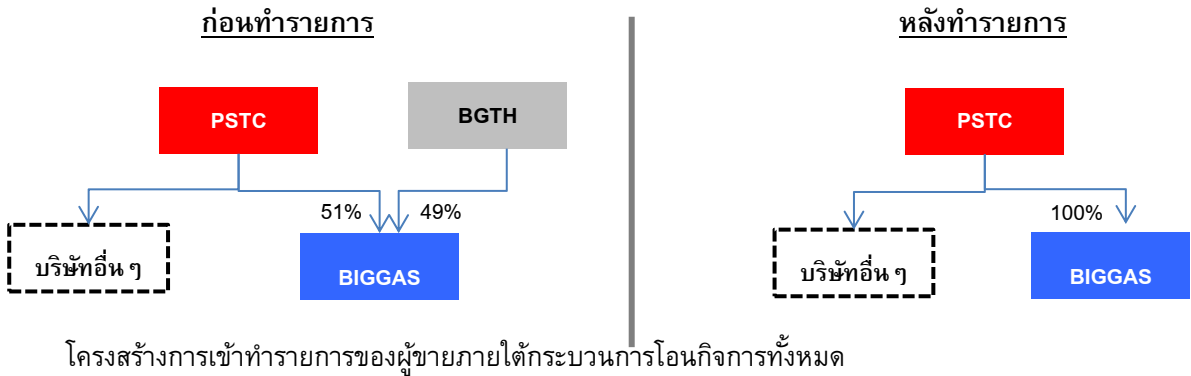 ก่อนทำรายการ
PSTC
BGTH
51%
49%
บริษัทอื่น ๆ
BIGGAS
หลังทำรายการ
PSTC
100%
บริษัทอื่น ๆ
BIGGAS
โครงสร้างการเข้าทำรายการของผู้ขายภายใต้กระบวนการโอนกิจการทั้งหมด